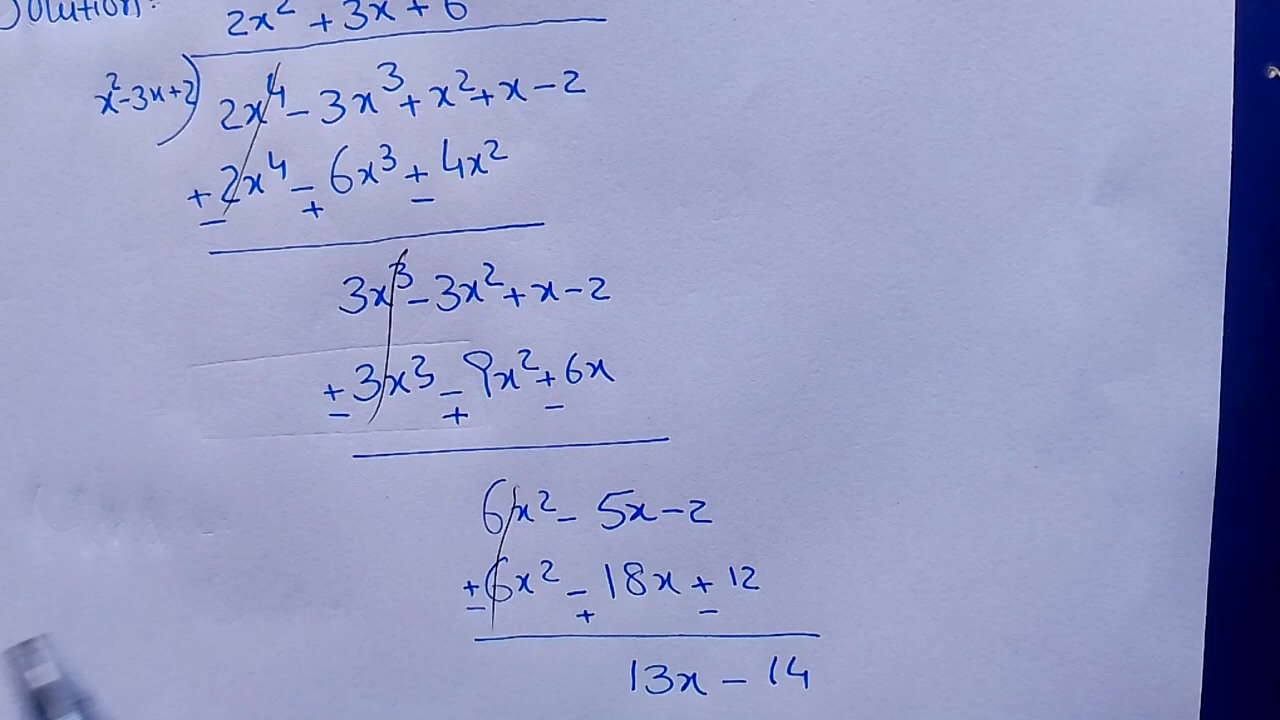 Solution:
2x² + 3x + 6
x²-3x+2) 2x⁴ - 3x³ + x² + x - 2
+ 2x⁴ - 6x³ + 4x²
- + -
3x³ - 3x² + x - 2
+ 3x³ - 9x² + 6x
- + -
6x² - 5x - 2
+ 6x² - 18x + 12
- + -
13x - 14